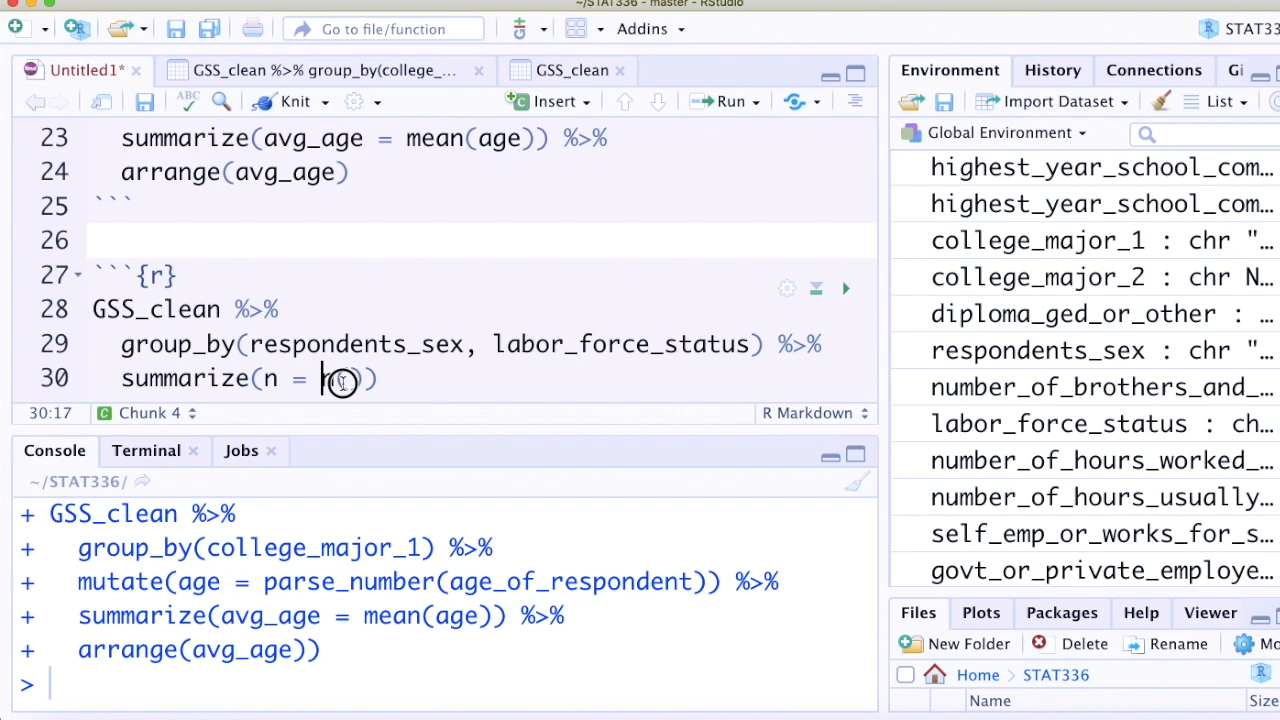 ~/STAT336 - master - RStudio
Go to file/function
Addins
STAT33
Untitled1*
GSS_clean %>% group_by(college_...
GSS_clean
Environment
History
Connections
Gi
ABC
Knit
Insert
Run
Import Dataset
List
Global Environment
23 summarize(avg_age = mean(age)) %>%
24 arrange(avg_age)
25 ```
26
27 ```{r}
28 GSS_clean %>%
29 group_by(respondents_sex, labor_force_status) %>%
30 summarize(n = n())
30:17
Chunk 4
R Markdown
highest_year_school_com...
highest_year_school_com...
college_major_1 : chr "...
college_major_2 : chr N...
diploma_ged_or_other : ...
respondents_sex : chr "...
number_of_brothers_and_...
labor_force_status : ch...
number_of_hours_worked_...
number_of_hours_usually...
self_emp_or_works_for_s...
govt_or_private_employe...
Console
Terminal
Jobs
~/STAT336/
+ GSS_clean %>%
+ group_by(college_major_1) %>%
+ mutate(age = parse_number(age_of_respondent)) %>%
+ summarize(avg_age = mean(age)) %>%
+ arrange(avg_age))
>
Files
Plots
Packages
Help
Viewer
New Folder
Delete
Rename
Mo
Home
STAT336
Name
Size